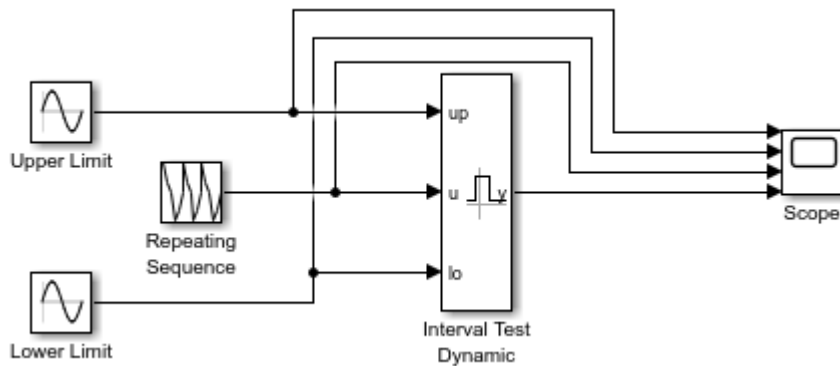 up
Upper Limit
u
y
Scope
Repeating
Sequence
lo
Interval Test
Dynamic
Lower Limit